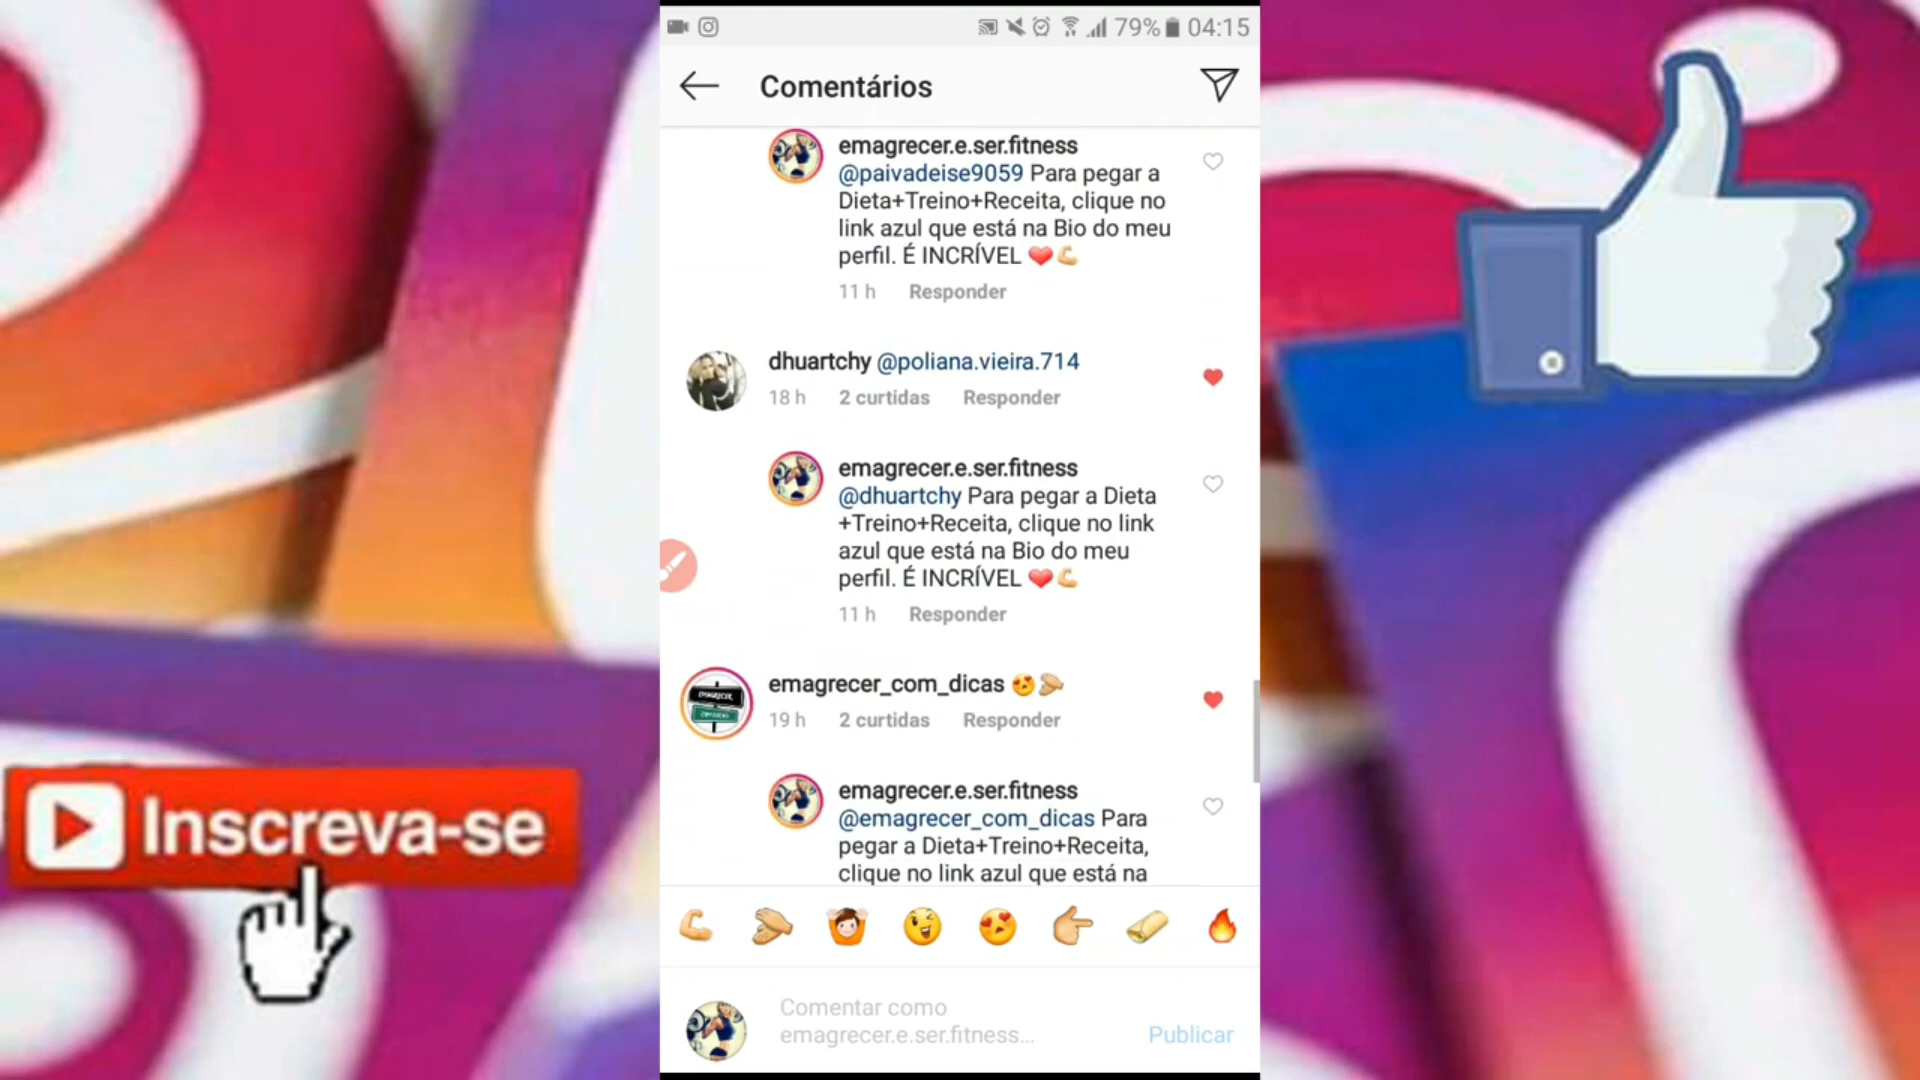 79% 04:15
Comentários
emagrecer.e.ser.fitness
@paivadeise9059 Para pegar a
Dieta+Treino+Receita, clique no
link azul que está na Bio do meu
perfil. É INCRÍVEL ❤️💪
11 h Responder
dhuartchy @poliana.vieira.714
18 h 2 curtidas Responder
emagrecer.e.ser.fitness
@dhuartchy Para pegar a Dieta
+Treino+Receita, clique no link
azul que está na Bio do meu
perfil. É INCRÍVEL ❤️💪
11 h Responder
emagrecer_com_dicas 😍👏
19 h 2 curtidas Responder
emagrecer.e.ser.fitness
@emagrecer_com_dicas Para
pegar a Dieta+Treino+Receita,
clique no link azul que está na
Comentar como
emagrecer.e.ser.fitness...
Publicar
Inscreva-se